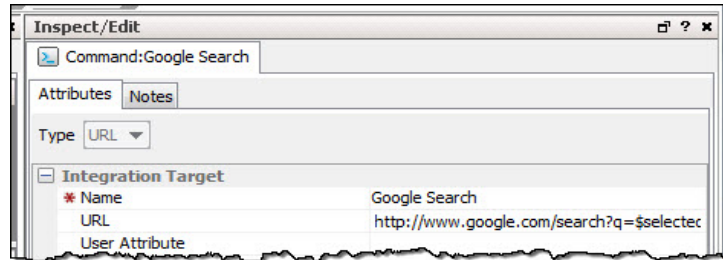 Inspect/Edit
Command:Google Search
Attributes Notes
Type URL
Integration Target
* Name Google Search
URL http://www.google.com/search?q=$selectec
User Attribute